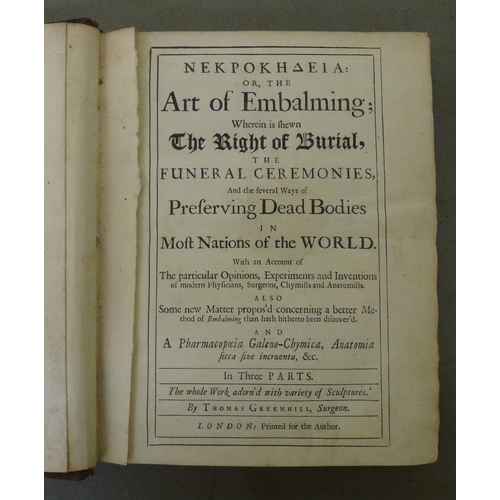 ΝΕΚΡΟΚΗΔΕΙΑ:
OR, THE
Art of Embalming;
Wherein is ſhewn
The Right of Burial,
THE
FUNERAL CEREMONIES,
And the ſeveral Ways of
Preſerving Dead Bodies
IN
Moſt Nations of the WORLD.
With an Account of
The particular Opinions, Experiments and Inventions
of modern Phyſicians, Surgeons, Chymiſts and Anatomiſts.
ALSO
Some new Matter propos'd concerning a better Me-
thod of Embalming than hath hitherto been diſcover'd.
AND
A Pharmacopœia Galeno-Chymica, Anatomia
ſicca ſive incruenta, &c.
In Three PARTS.
The whole Work adorn'd with variety of Sculptures.
By THOMAS GREENHILL, Surgeon.
LONDON: Printed for the Author.